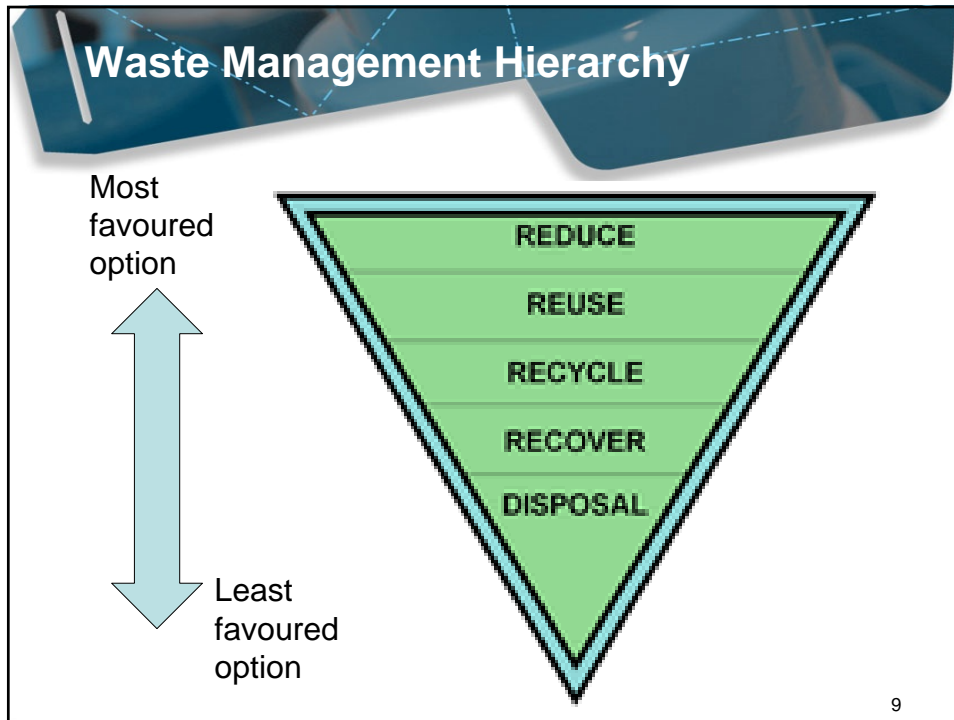 Waste Management Hierarchy
Most
favoured
option
REDUCE
REUSE
RECYCLE
RECOVER
DISPOSAL
Least
favoured
option
9